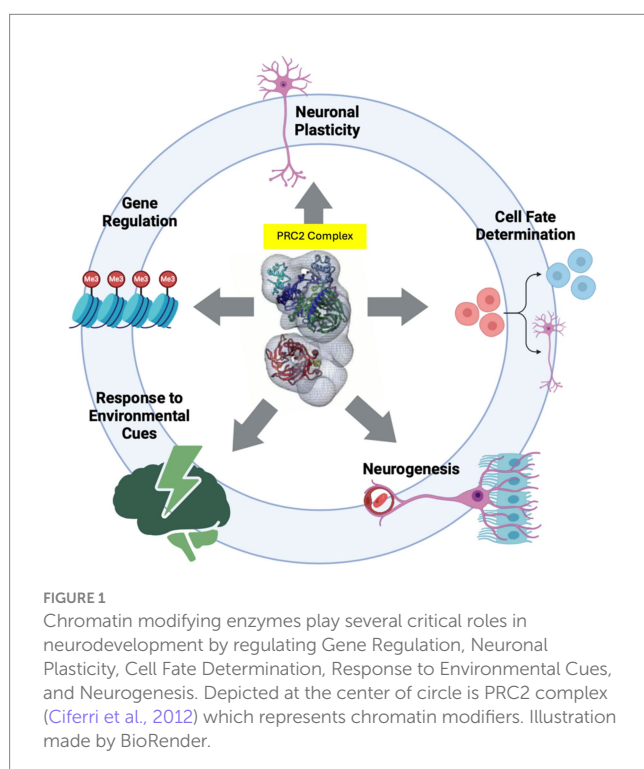 Neuronal
Plasticity
Gene
Regulation
PRC2 Complex
Cell Fate
Determination
Me3 Me3 Me3 Me3
Response to
Environmental
Cues
Neurogenesis
FIGURE 1
Chromatin modifying enzymes play several critical roles in
neurodevelopment by regulating Gene Regulation, Neuronal
Plasticity, Cell Fate Determination, Response to Environmental Cues,
and Neurogenesis. Depicted at the center of circle is PRC2 complex
(Ciferri et al., 2012) which represents chromatin modifiers. Illustration
made by BioRender.